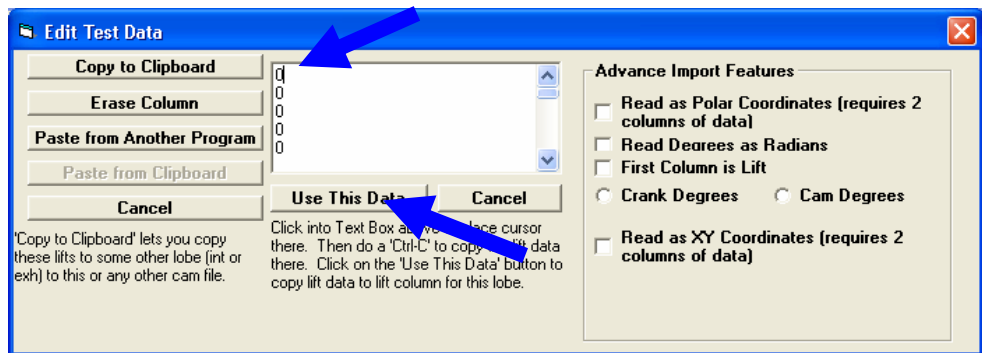 Edit Test Data
Copy to Clipboard
Erase Column
Paste from Another Program
Paste from Clipboard
Cancel
'Copy to Clipboard' lets you copy
these lifts to some other lobe (int or
exh) to this or any other cam file.
0
0
0
0
0
Use This Data
Cancel
Click into Text Box cursor
there. Then do a 'Ctrl-C' to copy data
there. Click on the 'Use This Data' button to
copy lift data to lift column for this lobe.
Advance Import Features
Read as Polar Coordinates (requires 2
columns of data)
Read Degrees as Radians
First Column is Lift
Crank Degrees
Cam Degrees
Read as XY Coordinates (requires 2
columns of data)